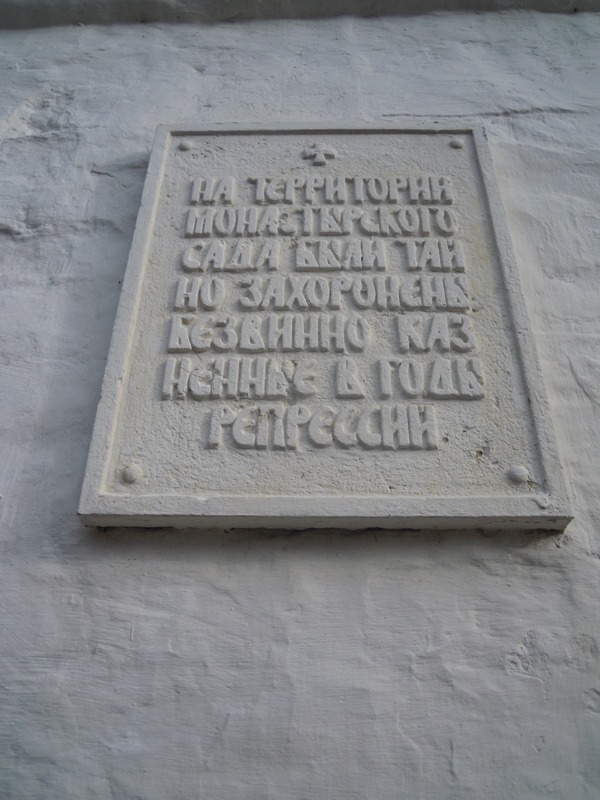 НА ТЕРРИТОРИИ
МОНАСТЫРСКОГО
САДА БЫЛИ ТАЙ
НО ЗАХОРОНЕНЫ
БЕЗВИННО КАЗ
НЕННЫЕ В ГОДЫ
РЕПРЕССИЙ